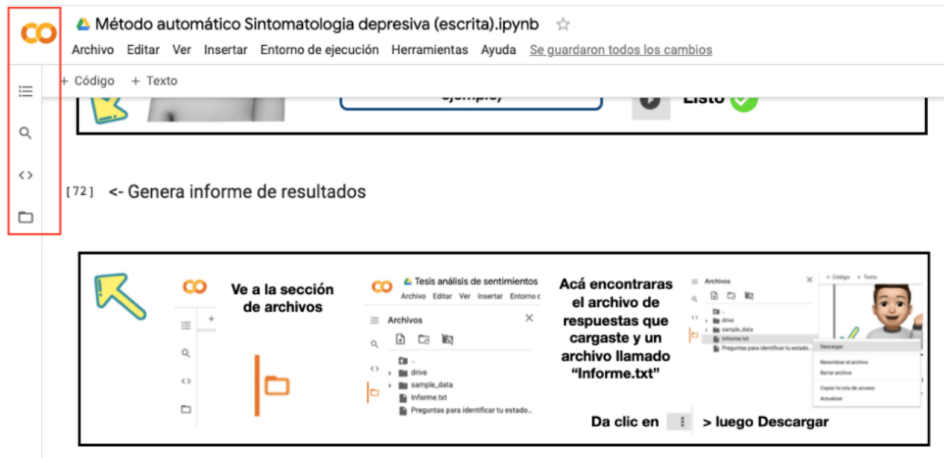 Método automático Sintomatologia depresiva (escrita).ipynb
Archivo Editar Ver Insertar Entorno de ejecución Herramientas Ayuda Se guardaron todos los cambios
+ Código + Texto
Listo
[72] <- Genera informe de resultados
Ve a la sección
de archivos
+
Tesis análisis de sentimientos
Archivo Editar Ver Insertar Entorno
Archivos
..
drive
sample_data
Informe.txt
Preguntas para identificar tu estado...
Acá encontraras
el archivo de
respuestas que
cargaste y un
archivo llamado
“Informe.txt”
Archivos
+ Código + Texto
..
drive
sample_data
Informe.txt
Preguntas para identificar tu estado...
Descargar
Renombrar el archivo
Borrar archivo
Copiar la ruta de acceso
Actualizar
Da clic en > luego Descargar